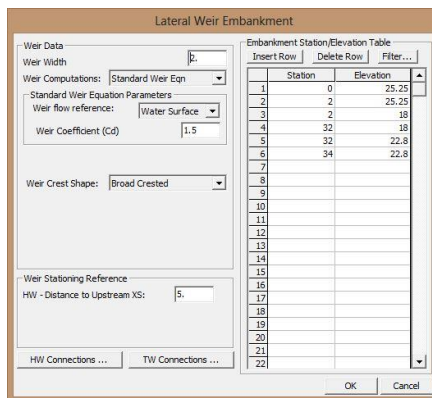 Lateral Weir Embankment
Weir Data
Weir Width 2.
Weir Computations: Standard Weir Eqn
Standard Weir Equation Parameters
Weir flow reference: Water Surface
Weir Coefficient (Cd) 1.5
Weir Crest Shape: Broad Crested
Weir Stationing Reference
HW - Distance to Upstream XS: 5.
HW Connections ... TW Connections ...
Embankment Station/Elevation Table
Insert Row Delete Row Filter...
Station Elevation
1 0 25.25
2 2 25.25
3 2 18
4 32 18
5 32 22.8
6 34 22.8
7
8
9
10
11
12
13
14
15
16
17
18
19
20
21
22
OK Cancel